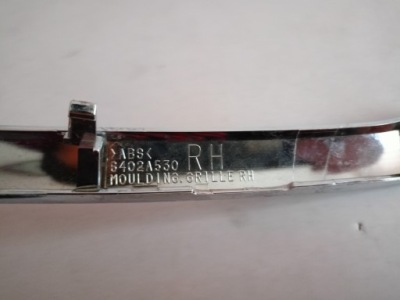 >ABS<
6402A530 RH
MOULDING,GRILLE RH